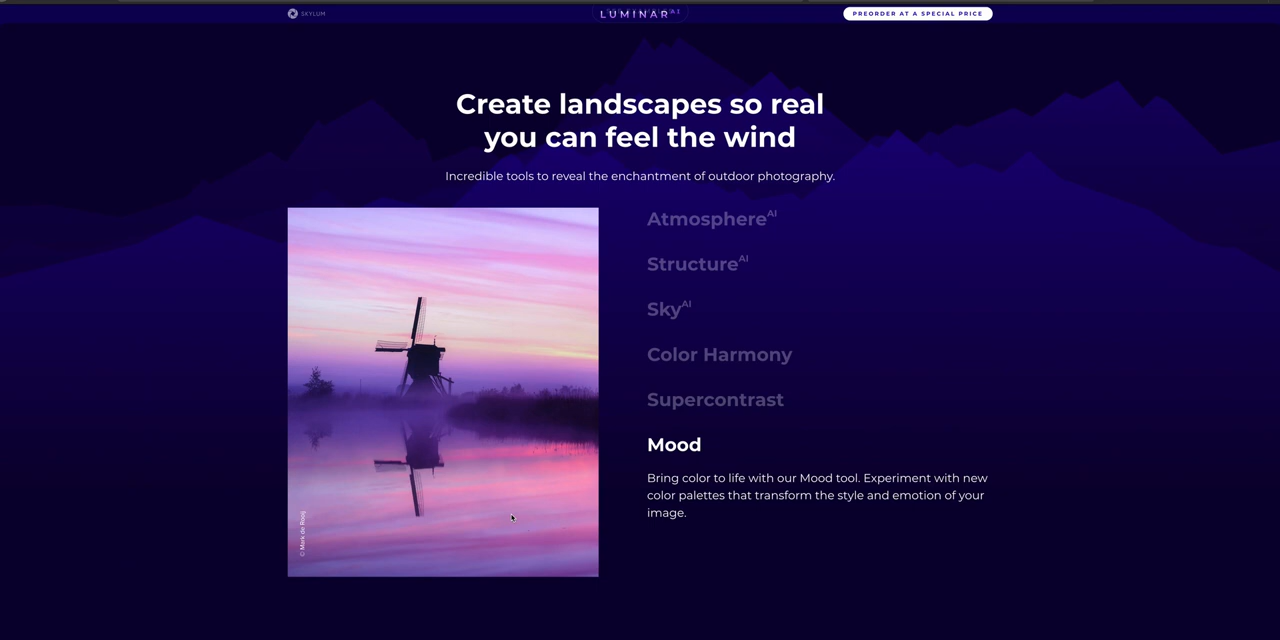 SKYLUM
LUMINAR AI
PREORDER AT A SPECIAL PRICE
Create landscapes so real
you can feel the wind
Incredible tools to reveal the enchantment of outdoor photography.
Atmosphere AI
Structure AI
Sky AI
Color Harmony
Supercontrast
Mood
Bring color to life with our Mood tool. Experiment with new
color palettes that transform the style and emotion of your
image.
© Mark de Rooij